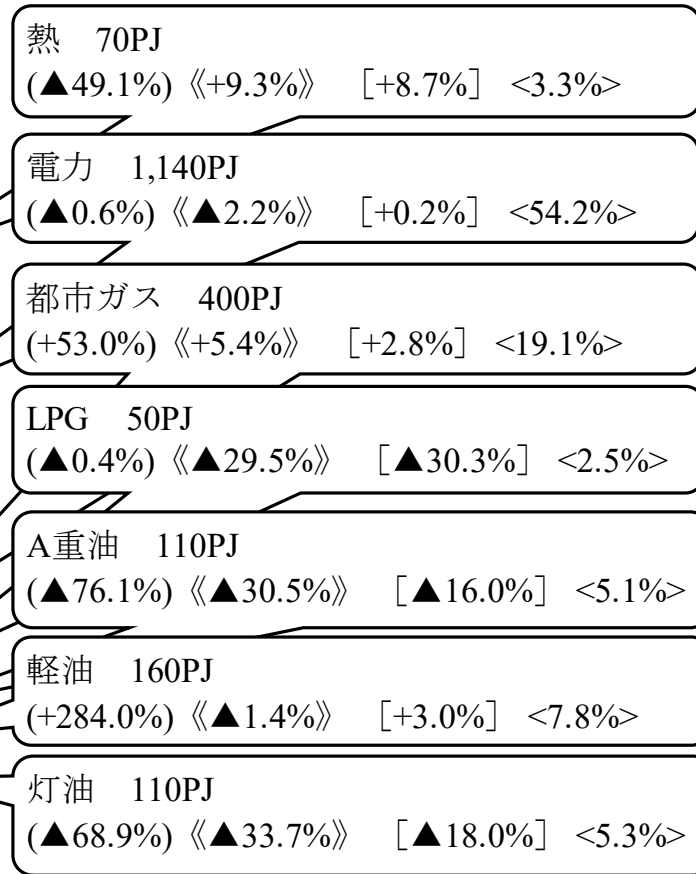 熱　70PJ
(▲49.1%)《+9.3%》　[+8.7%]　<3.3%>
電力　1,140PJ
(▲0.6%)《▲2.2%》　[+0.2%]　<54.2%>
都市ガス　400PJ
(+53.0%)《+5.4%》　[+2.8%]　<19.1%>
LPG　50PJ
(▲0.4%)《▲29.5%》　[▲30.3%]　<2.5%>
A重油　110PJ
(▲76.1%)《▲30.5%》　[▲16.0%]　<5.1%>
軽油　160PJ
(+284.0%)《▲1.4%》　[+3.0%]　<7.8%>
灯油　110PJ
(▲68.9%)《▲33.7%》　[▲18.0%]　<5.3%>